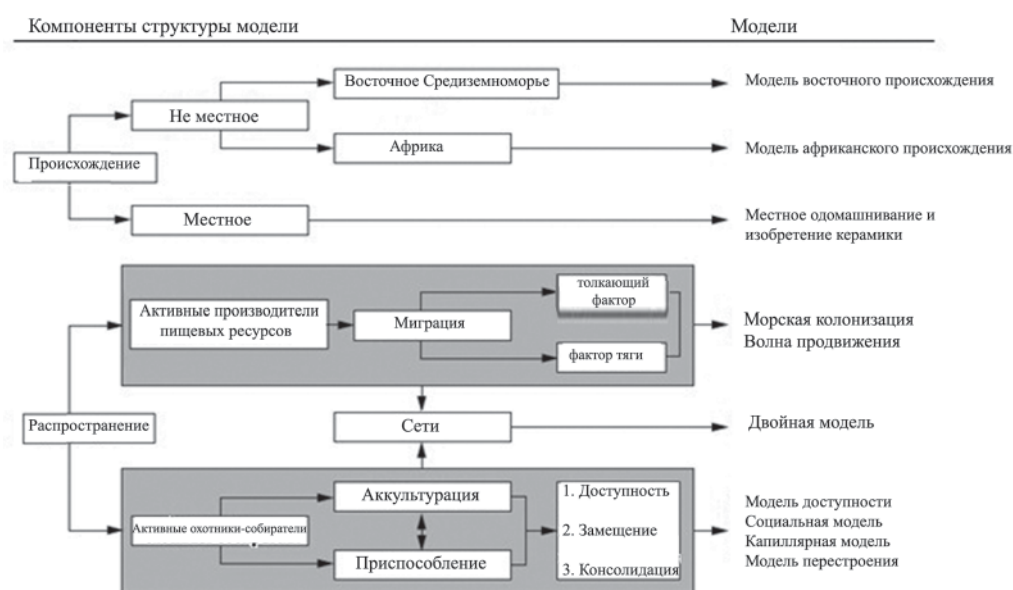 Компоненты структуры модели
Модели
Восточное Средиземноморье
Модель восточного происхождения
Не местное
Африка
Модель африканского происхождения
Происхождение
Местное
Местное одомашнивание и
изобретение керамики
Активные производители
пищевых ресурсов
Миграция
толкающий
фактор
фактор тяги
Морская колонизация
Волна продвижения
Распространение
Сети
Двойная модель
Активные охотники-собиратели
Аккультурация
Приспособление
1. Доступность
2. Замещение
3. Консолидация
Модель доступности
Социальная модель
Капиллярная модель
Модель перестроения